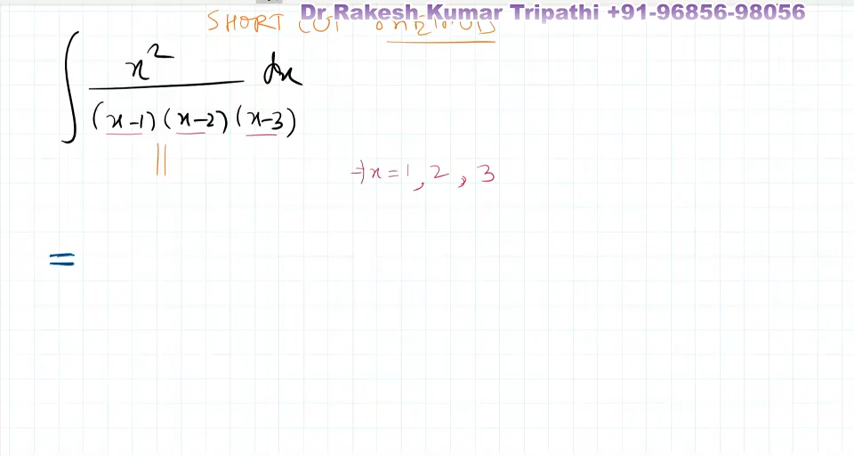 Dr.Rakesh Kumar Tripathi +91-96856-98056
SHORT CUT
∫ x² / (x-1)(x-2)(x-3) dx
⇒ x = 1, 2, 3
=